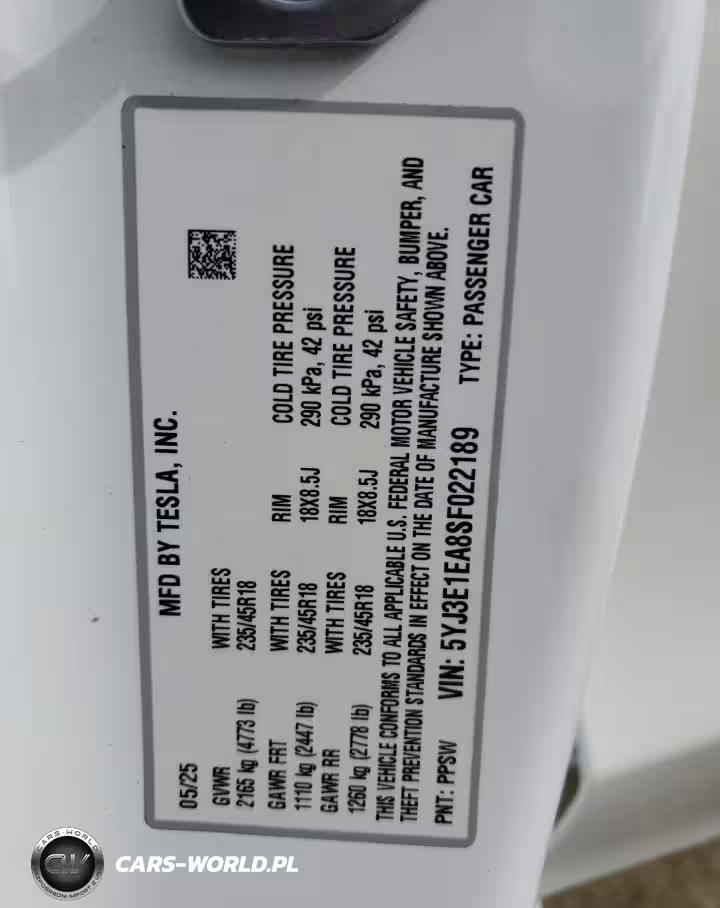 MFD BY TESLA, INC.
05/25
GVWR WITH TIRES
2165 kg (4773 lb) 235/45R18
GAWR FRT WITH TIRES RIM COLD TIRE PRESSURE
1110 kg (2447 lb) 235/45R18 18X8.5J 290 kPa, 42 psi
GAWR RR WITH TIRES RIM COLD TIRE PRESSURE
1260 kg (2778 lb) 235/45R18 18X8.5J 290 kPa, 42 psi
THIS VEHICLE CONFORMS TO ALL APPLICABLE U.S. FEDERAL MOTOR VEHICLE SAFETY, BUMPER, AND
THEFT PREVENTION STANDARDS IN EFFECT ON THE DATE OF MANUFACTURE SHOWN ABOVE.
PNT: PPSW VIN: 5YJ3E1EA8SF022189 TYPE: PASSENGER CAR
CARS-WORLD
CW
CARS-WORLD.PL